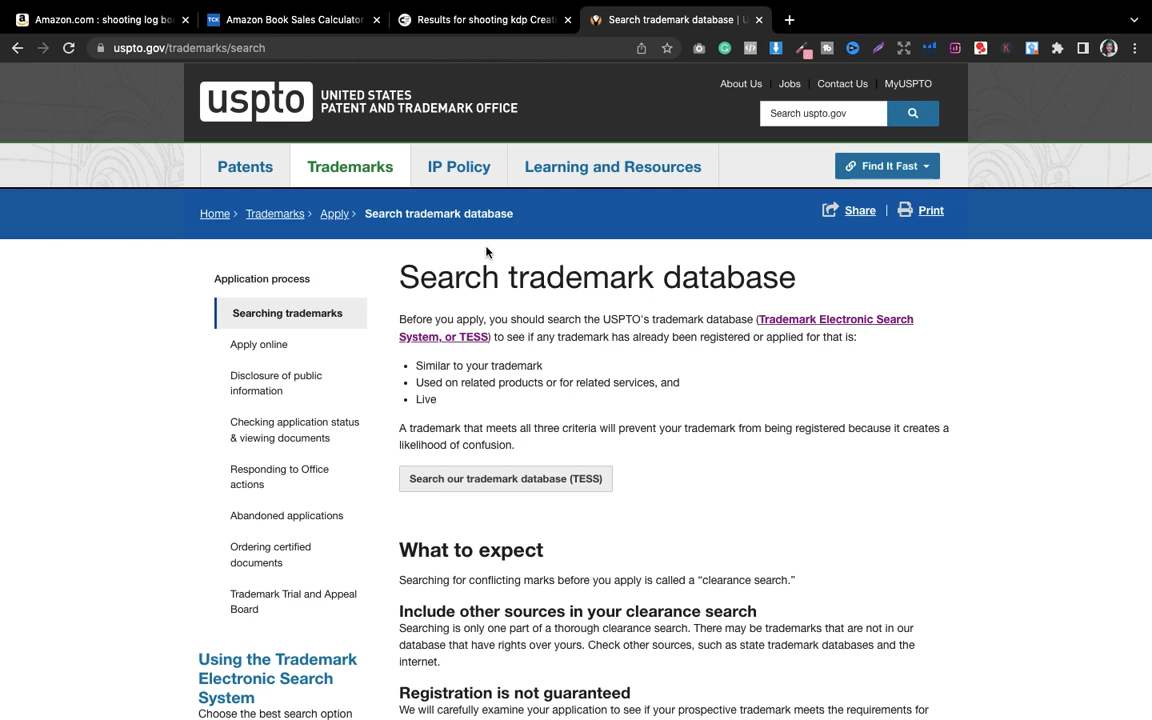 Amazon.com : shooting log bo
Amazon Book Sales Calculator
Results for shooting kdp Creati
Search trademark database | U
uspto.gov/trademarks/search
About Us
Jobs
Contact Us
MyUSPTO
uspto
UNITED STATES
PATENT AND TRADEMARK OFFICE
Search uspto.gov
Patents
Trademarks
IP Policy
Learning and Resources
Find It Fast
Home > Trademarks > Apply > Search trademark database
Share | Print
Application process
Searching trademarks
Apply online
Disclosure of public
information
Checking application status
& viewing documents
Responding to Office
actions
Abandoned applications
Ordering certified
documents
Trademark Trial and Appeal
Board
Using the Trademark
Electronic Search
System
Choose the best search option
Search trademark database
Before you apply, you should search the USPTO's trademark database (Trademark Electronic Search
System, or TESS) to see if any trademark has already been registered or applied for that is:
• Similar to your trademark
• Used on related products or for related services, and
• Live
A trademark that meets all three criteria will prevent your trademark from being registered because it creates a
likelihood of confusion.
Search our trademark database (TESS)
What to expect
Searching for conflicting marks before you apply is called a “clearance search.”
Include other sources in your clearance search
Searching is only one part of a thorough clearance search. There may be trademarks that are not in our
database that have rights over yours. Check other sources, such as state trademark databases and the
internet.
Registration is not guaranteed
We will carefully examine your application to see if your prospective trademark meets the requirements for